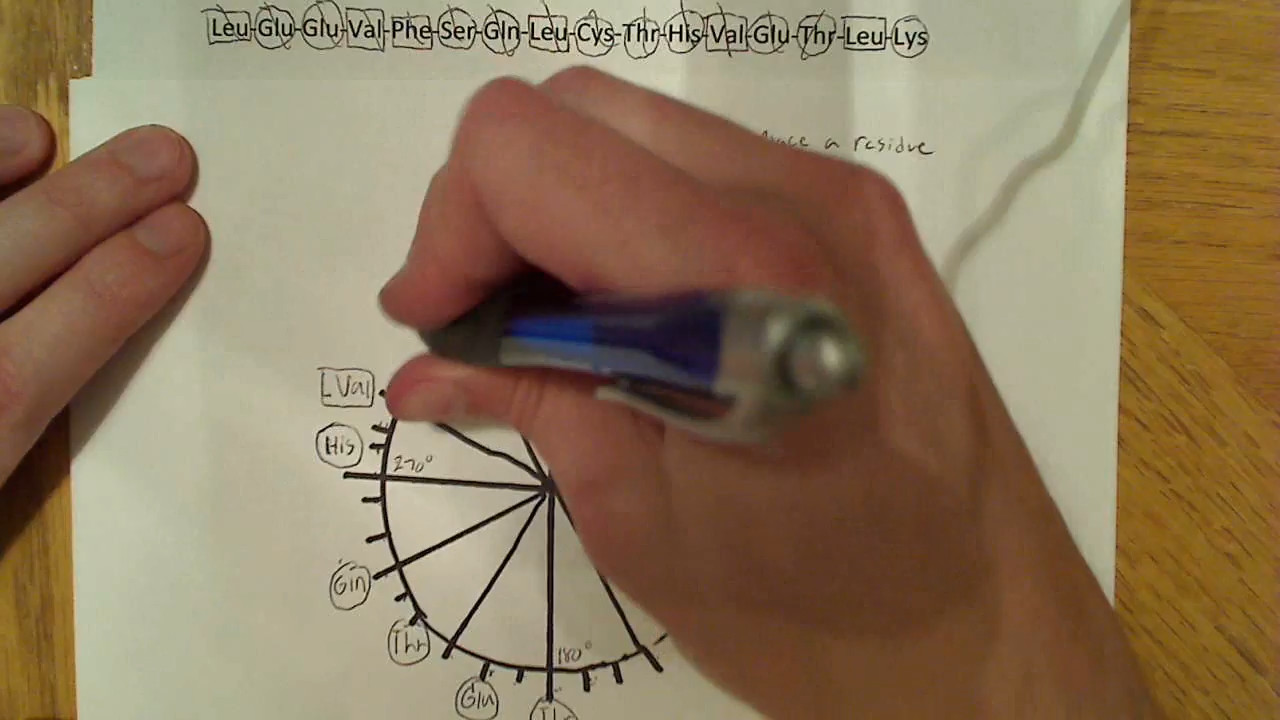 Leu-Glu-Glu-Val-Phe-Ser-Gln-Leu-Cys-Thr-His-Val-Glu-Thr-Leu-Lys
a residue
Val
His
270°
Gln
Thr
180°
Glu